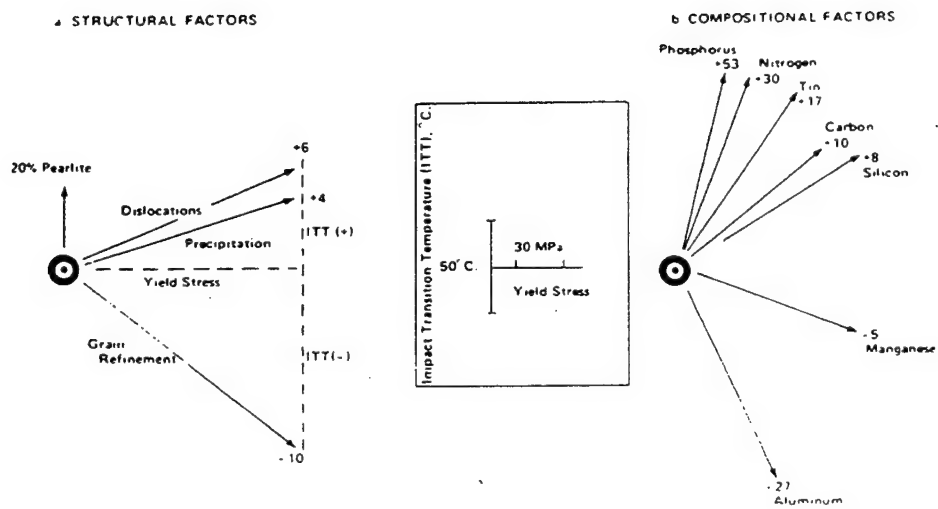 a STRUCTURAL FACTORS
+6
20% Pearlite
+4
Dislocations
Precipitation
ITT (+)
Yield Stress
Grain
Refinement
ITT(-)
- 10
Impact Transition Temperature (ITT), °C.
30 MPa
50°C.
Yield Stress
b COMPOSITIONAL FACTORS
Phosphorus
+53
Nitrogen
+30
Tin
+17
Carbon
+10
+8
Silicon
- 5
Manganese
-27
Aluminum